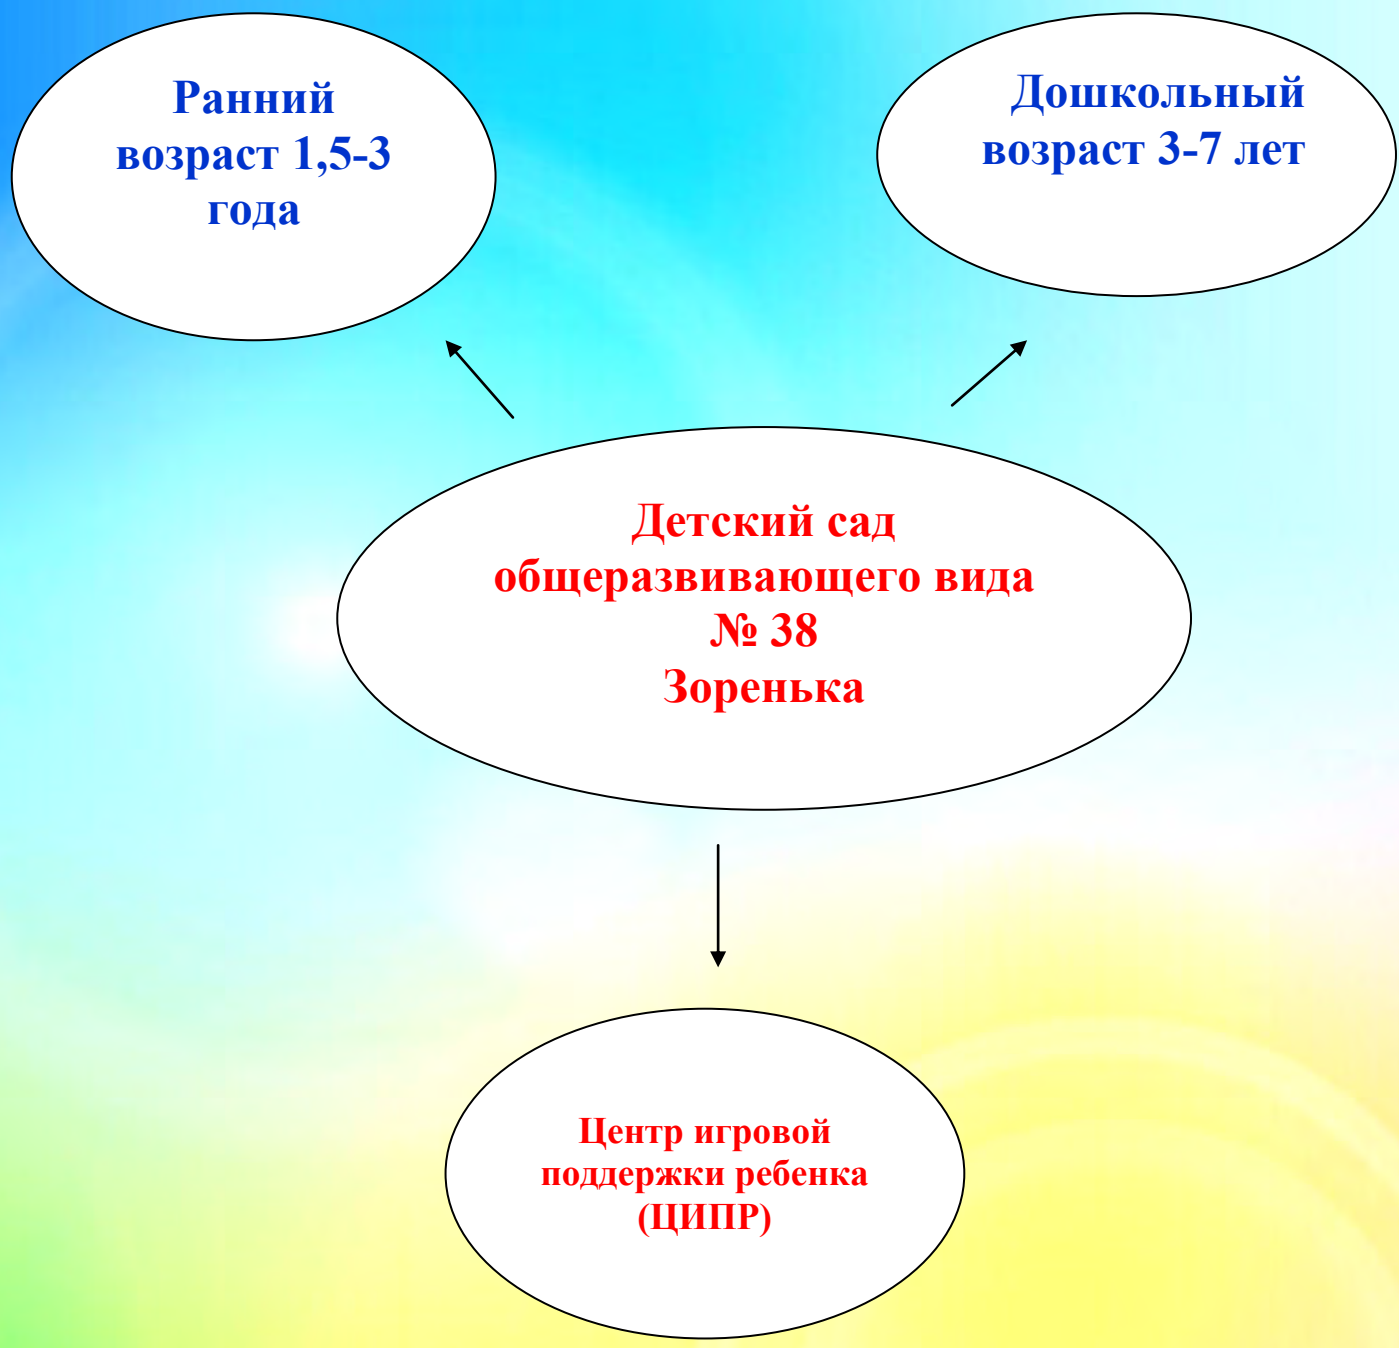 Ранний
возраст 1,5-3
года
Дошкольный
возраст 3-7 лет
Детский сад
общеразвивающего вида
№ 38
Зоренька
Центр игровой
поддержки ребенка
(ЦИПР)